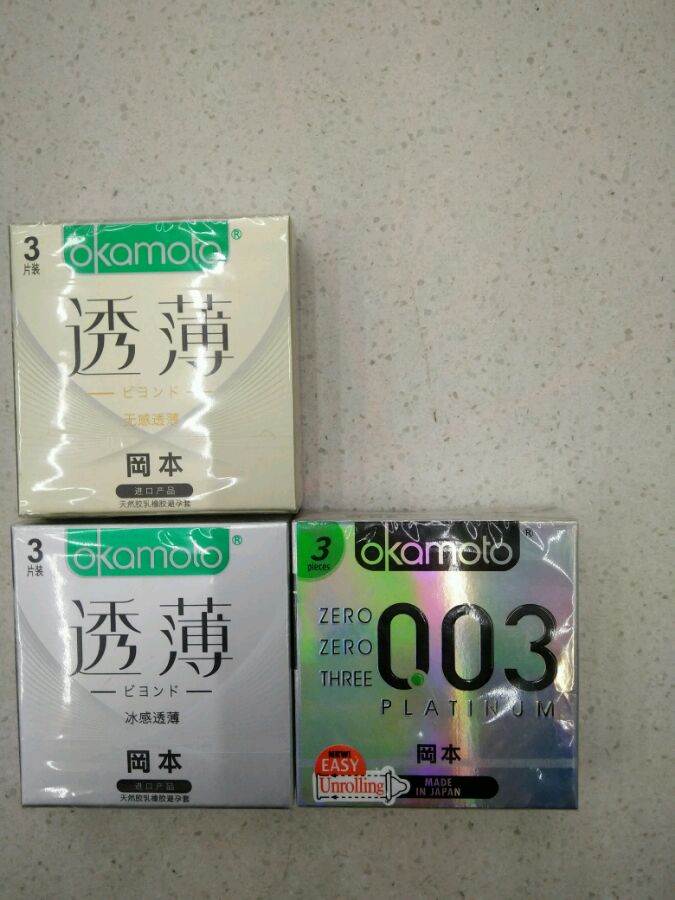 3
片装
okamoto®
透薄
ビヨンド
无感透薄
岡本
进口产品
天然胶乳橡胶避孕套
3
片装
okamoto®
透薄
ビヨンド
冰感透薄
岡本
进口产品
天然胶乳橡胶避孕套
3
pieces
okamoto®
ZERO
ZERO
THREE
0.03
PLATINUM
岡本
NEW!
EASY
Unrolling
MADE
IN JAPAN